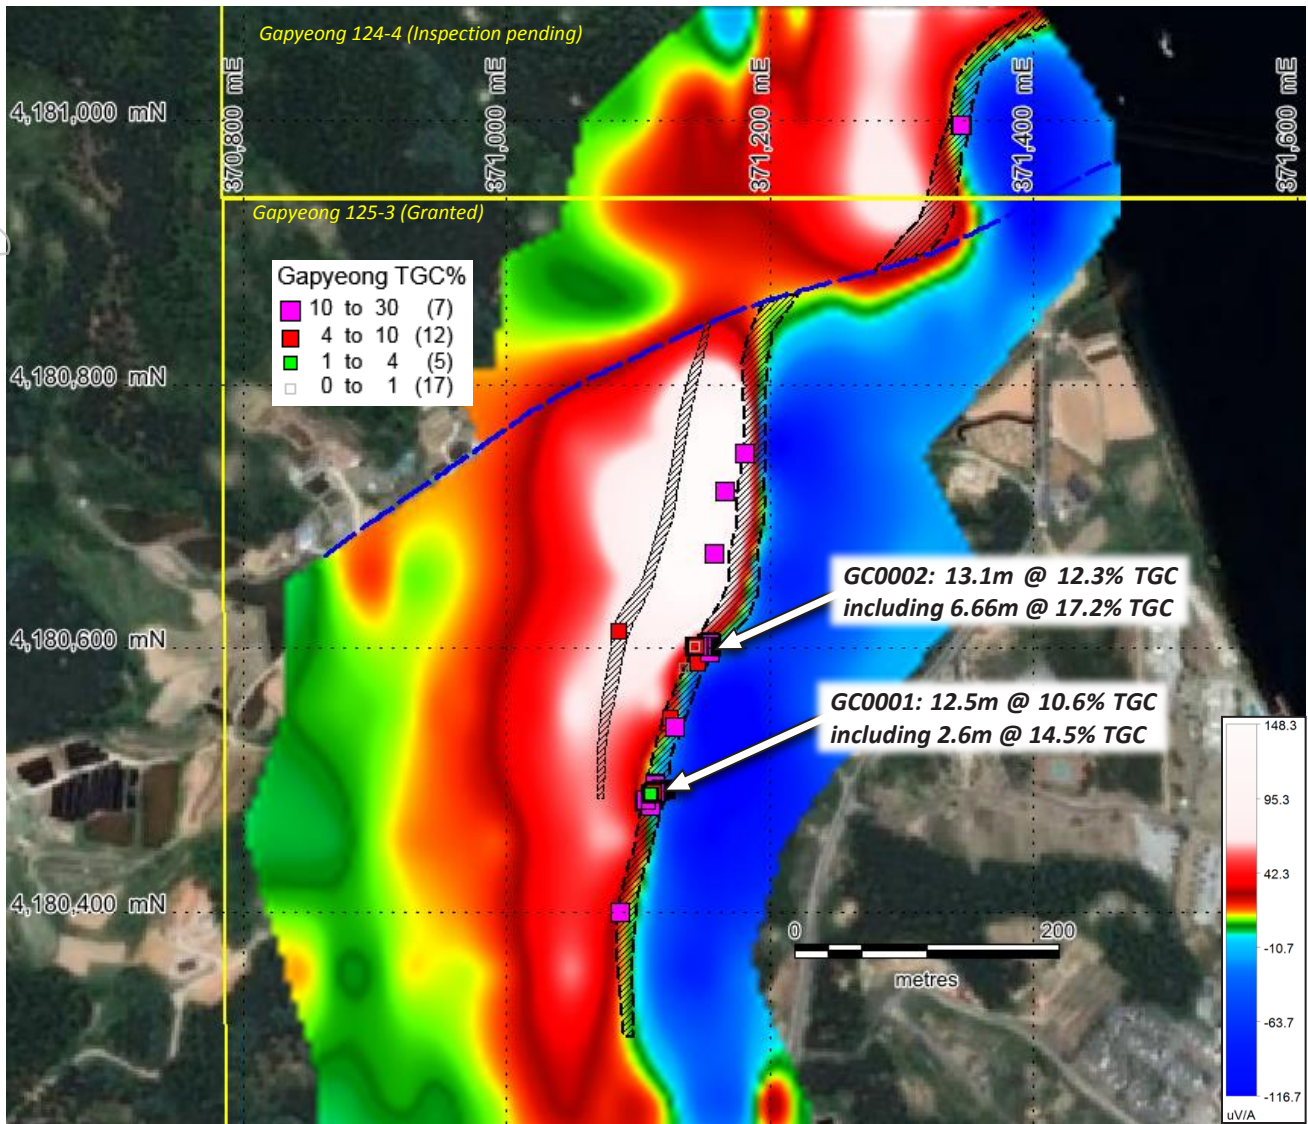 Gapyeong 124-4 (Inspection pending)
370,800 mE
371,000 mE
371,200 mE
371,400 mE
371,600 mE
4,181,000 mN
Gapyeong 125-3 (Granted)
Gapyeong TGC%
10 to 30 (7)
4 to 10 (12)
1 to 4 (5)
0 to 1 (17)
4,180,800 mN
GC0002: 13.1m @ 12.3% TGC
including 6.66m @ 17.2% TGC
4,180,600 mN
GC0001: 12.5m @ 10.6% TGC
including 2.6m @ 14.5% TGC
4,180,400 mN
0 200
metres
148.3
95.3
42.3
-10.7
-63.7
-116.7
uV/A